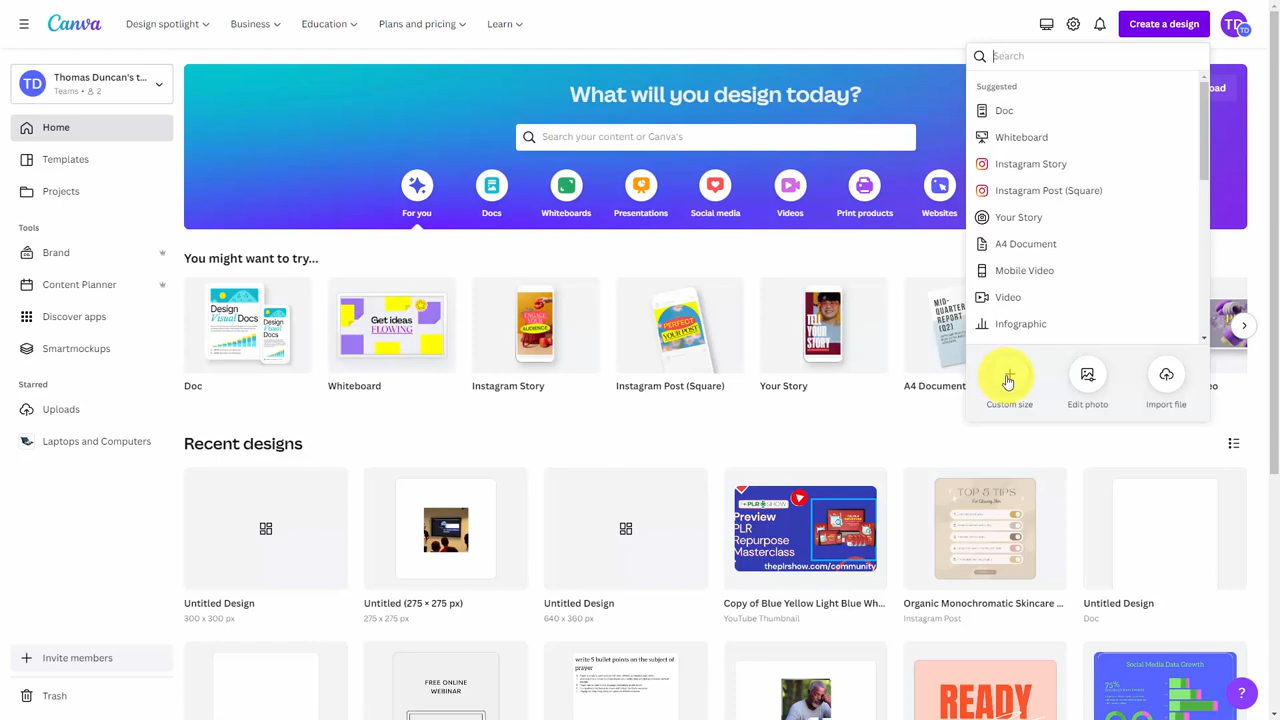 Canva
Design spotlight
Business
Education
Plans and pricing
Learn
Create a design
TD
TD
TD
Thomas Duncan's t...
Teams • 2
Home
Templates
Projects
Tools
Brand
Content Planner
Discover apps
Smartmockups
Starred
Uploads
Laptops and Computers
Invite members
Trash
What will you design today?
Search your content or Canva's
For you
Docs
Whiteboards
Presentations
Social media
Videos
Print products
Websites
Search
Suggested
Doc
Whiteboard
Instagram Story
Instagram Post (Square)
Your Story
A4 Document
Mobile Video
Video
Infographic
Custom size
Edit photo
Import file
You might want to try...
Design
Visual Docs
Get ideas
FLOWING
ENGAGE
YOUR
AUDIENCE
PERFECT
YOUR POST
TELL
YOUR
STORY
MID-
QUARTER
REPORT
(Q2)
Doc
Whiteboard
Instagram Story
Instagram Post (Square)
Your Story
A4 Document
Recent designs
Preview
PLR
Repurpose
Masterclass
theplrshow.com/community
TOP 5 TIPS
Untitled Design
300 x 300 px
Untitled (275 × 275 px)
275 x 275 px
Untitled Design
640 x 360 px
Copy of Blue Yellow Light Blue Wh...
YouTube Thumbnail
Organic Monochromatic Skincare ...
Instagram Post
Untitled Design
Doc
FREE ONLINE
WEBINAR
write 5 bullet points on the subject of
prayer
READY
Social Media Data Growth
75%
?